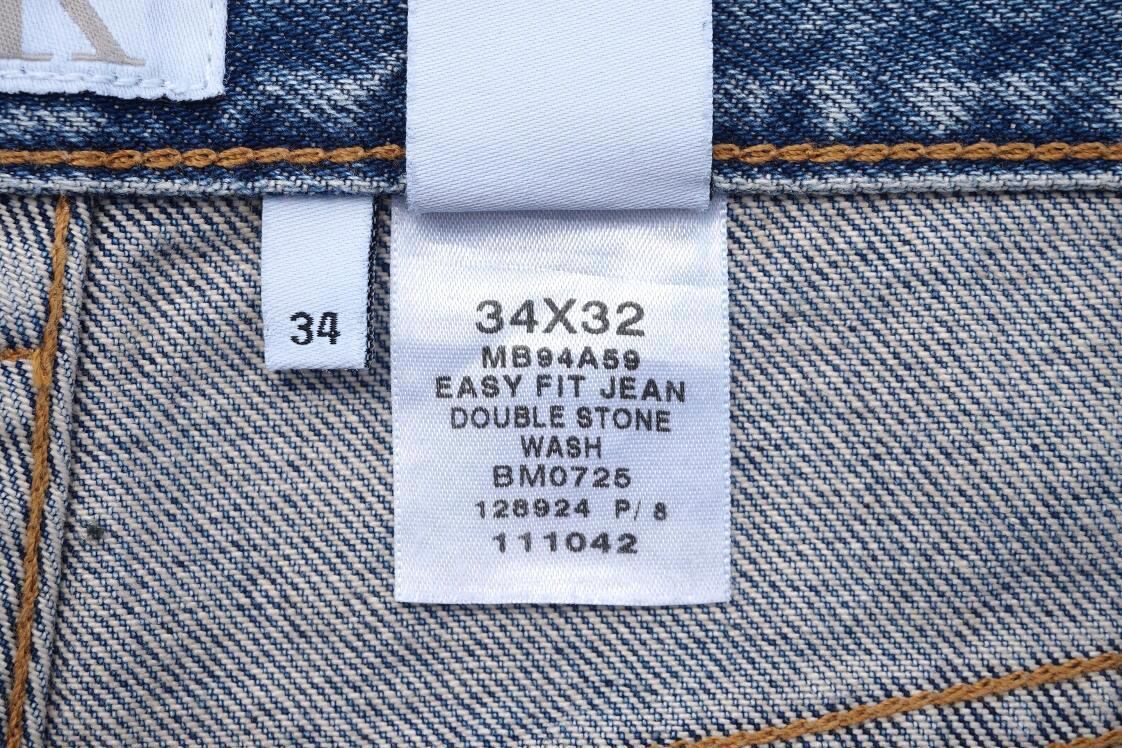 K
34
34X32
MB94A59
EASY FIT JEAN
DOUBLE STONE
WASH
BM0725
128924 P/ 8
111042